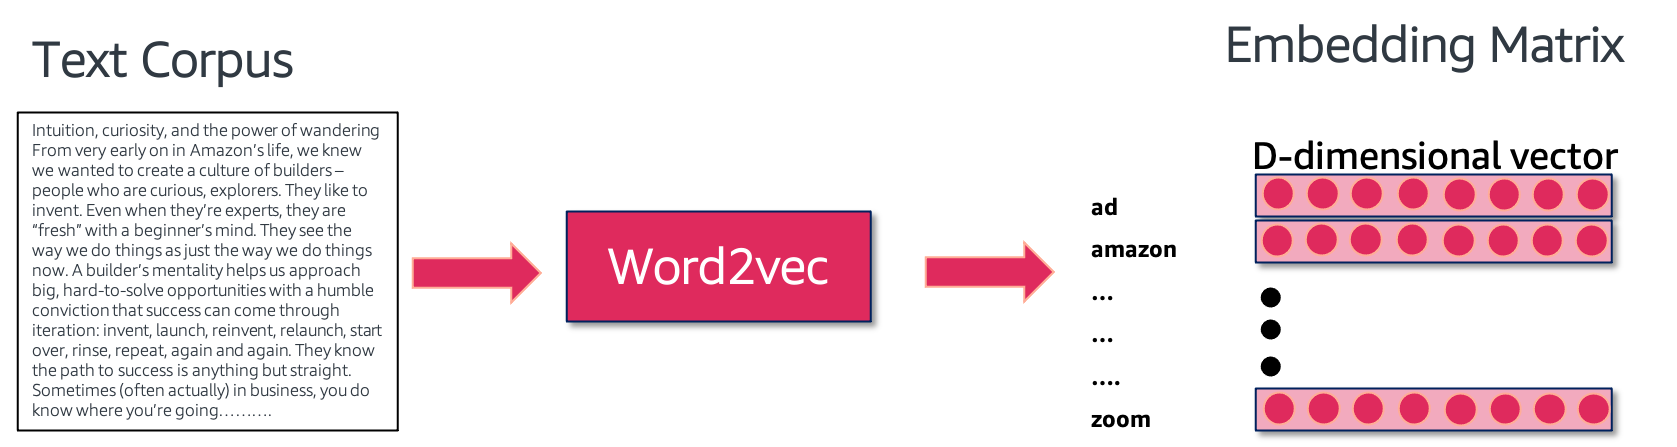 Text Corpus
Intuition, curiosity, and the power of wandering
From very early on in Amazon's life, we knew
we wanted to create a culture of builders –
people who are curious, explorers. They like to
invent. Even when they're experts, they are
“fresh” with a beginner's mind. They see the
way we do things as just the way we do things
now. A builder's mentality helps us approach
big, hard-to-solve opportunities with a humble
conviction that success can come through
iteration: invent, launch, reinvent, relaunch, start
over, rinse, repeat, again and again. They know
the path to success is anything but straight.
Sometimes (often actually) in business, you do
know where you're going..........
Word2vec
Embedding Matrix
D-dimensional vector
ad
amazon
...
...
....
zoom